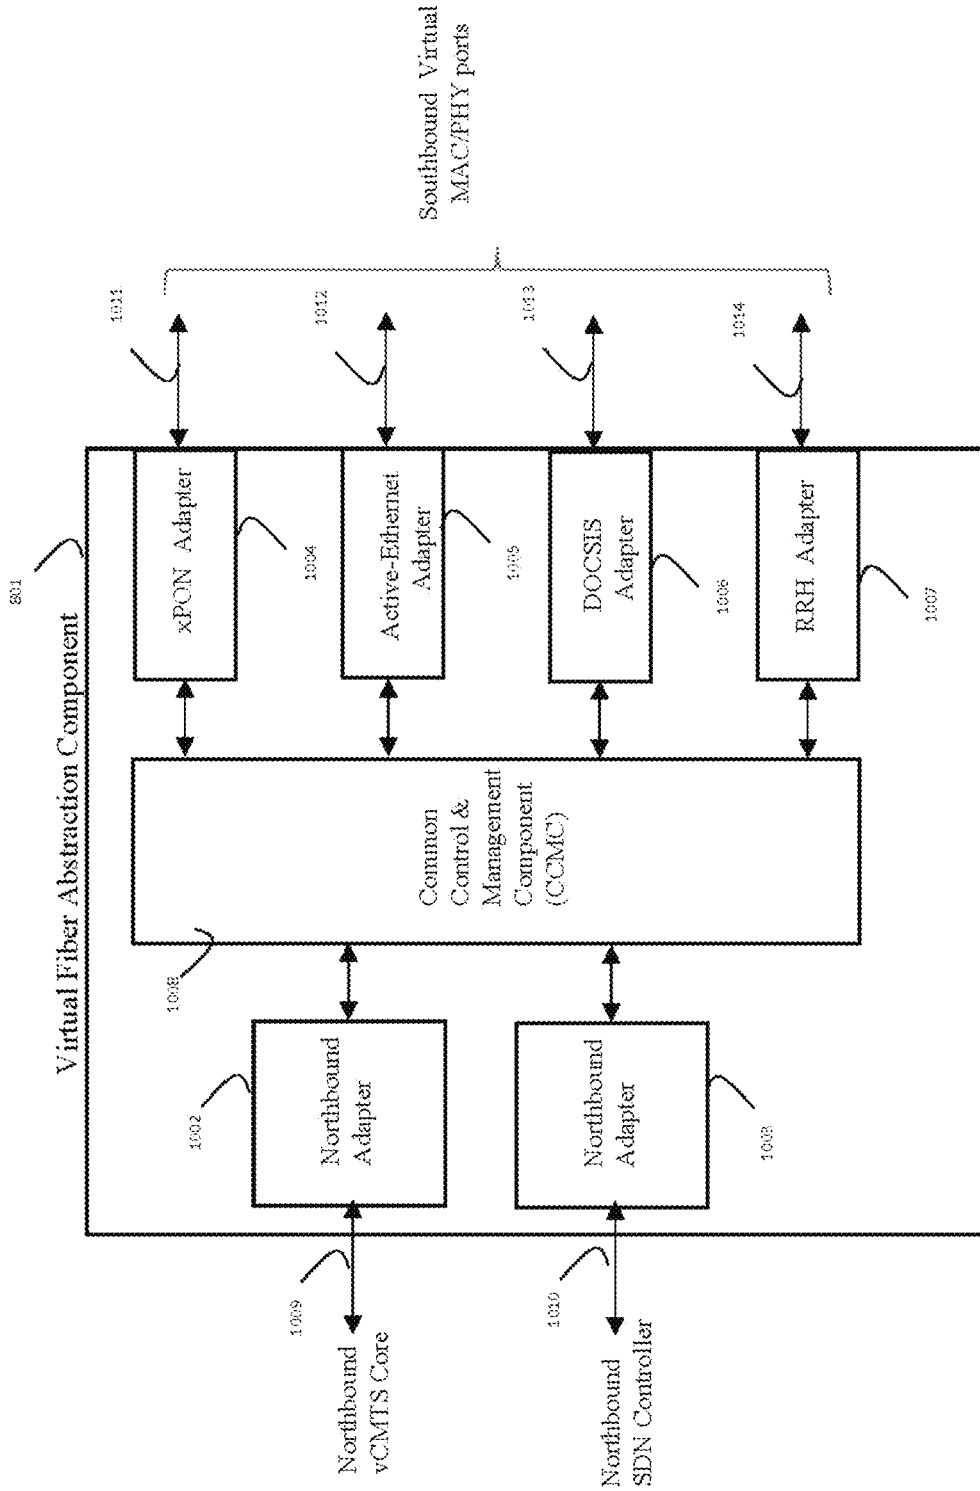 Virtual Fiber Abstraction Component
801
Northbound
vCMTS Core
1009
Northbound
SDN Controller
1010
Northbound
Adapter
1002
Northbound
Adapter
1003
1008
Common
Control &
Management
Component
(CCMC)
xPON Adapter
1004
Active-Ethernet
Adapter
1005
DOCSIS
Adapter
1006
RRH Adapter
1007
1011
1012
1013
1014
Southbound Virtual
MAC/PHY ports